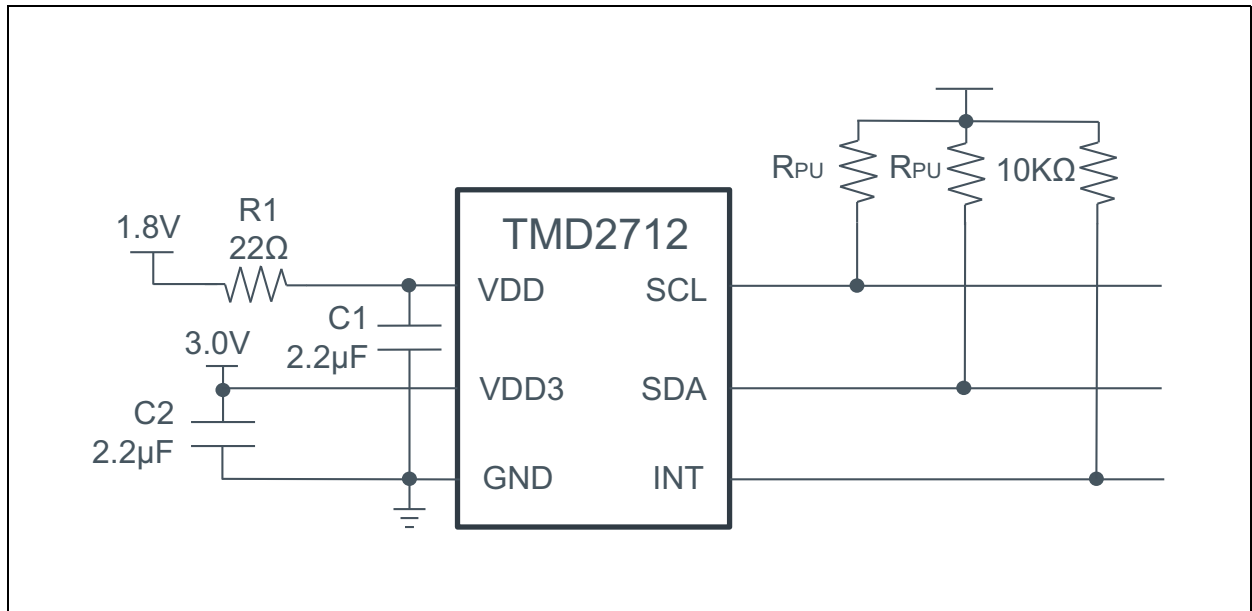 RPU
RPU
10KΩ
R1
22Ω
1.8V
TMD2712
VDD
SCL
C1
2.2µF
3.0V
VDD3
SDA
C2
2.2µF
GND
INT